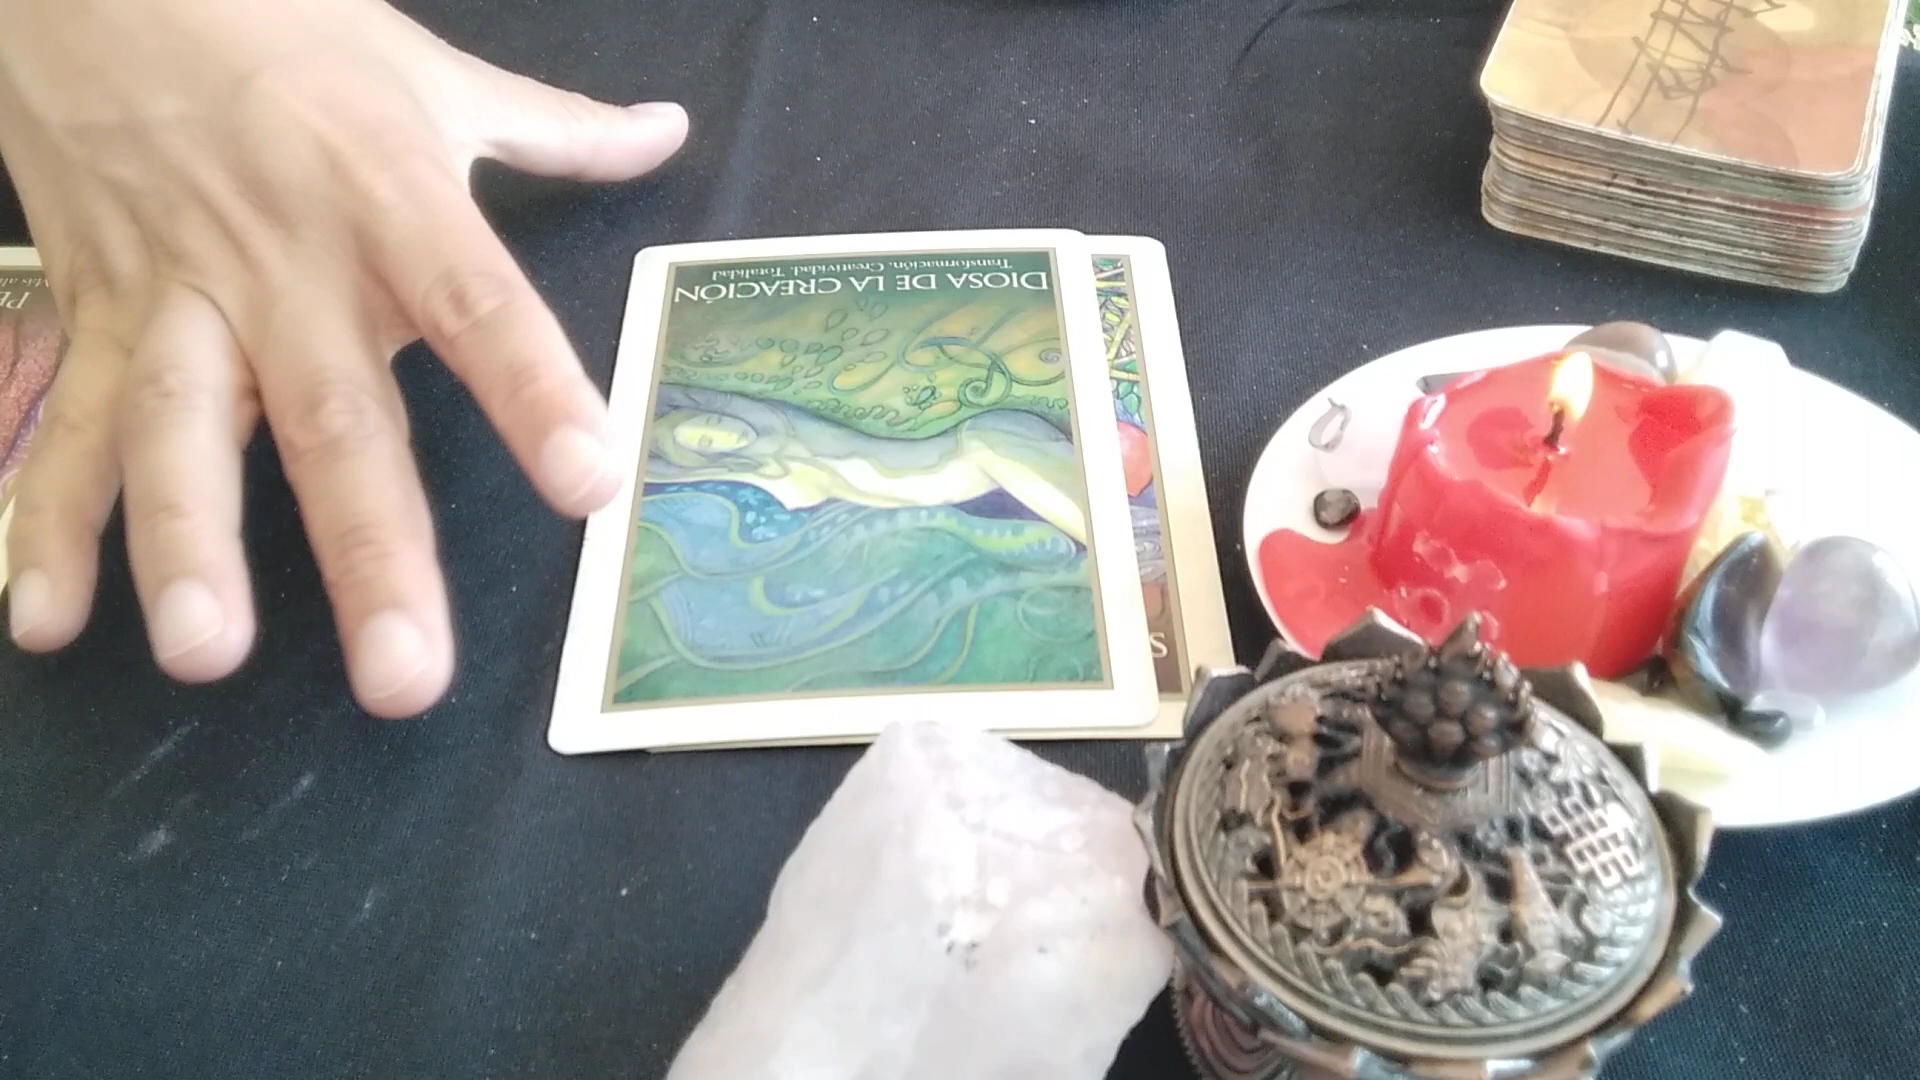 DIOSA DE LA CREACIÓN
Transformación, Creatividad, Totalidad